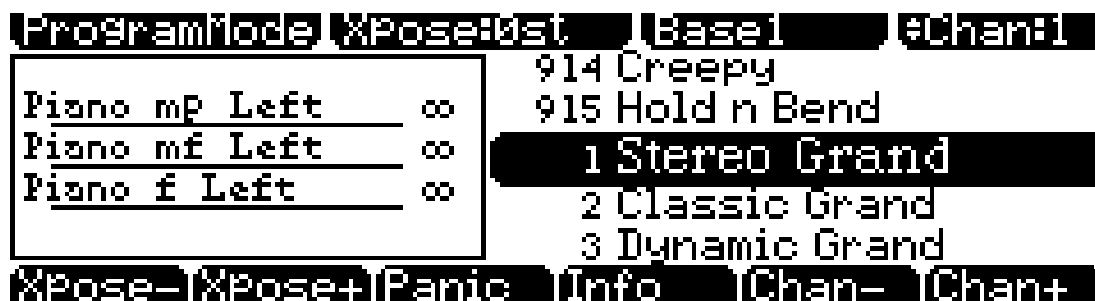 ProgramMode Xpose:0st Base1 Chan:1
Piano mp Left ∞
Piano mf Left ∞
Piano f Left ∞
914 Creepy
915 Hold n Bend
1 Stereo Grand
2 Classic Grand
3 Dynamic Grand
Xpose- Xpose+ Panic Info Chan- Chan+